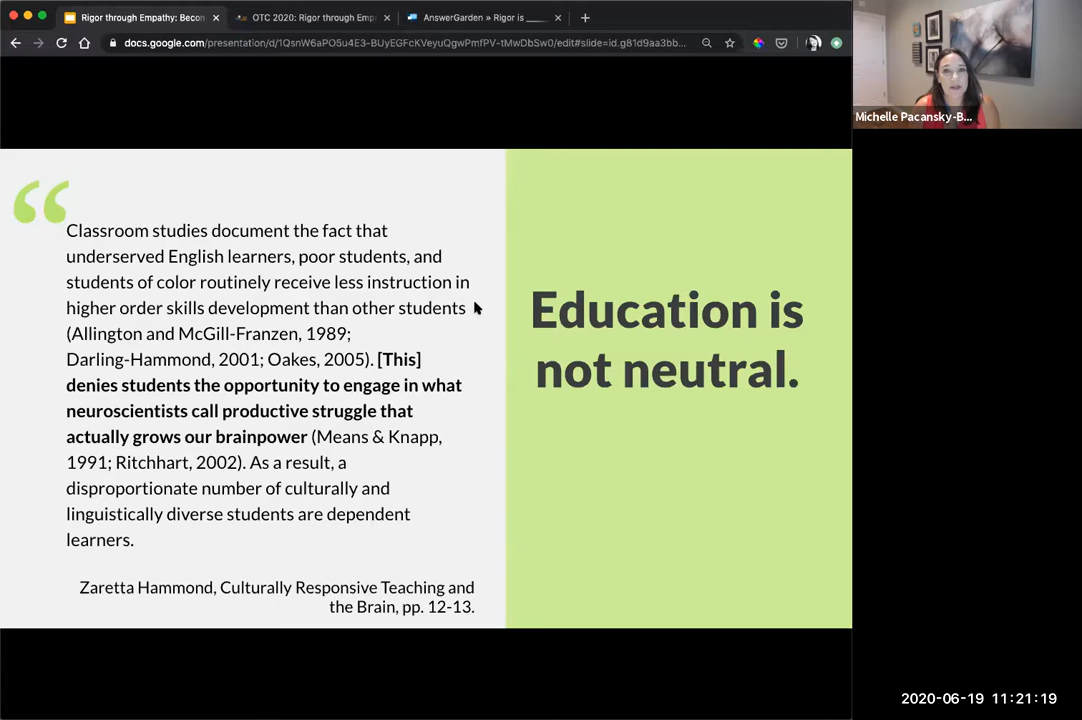 Rigor through Empathy: Becon
OTC 2020: Rigor through Emp
AnswerGarden » Rigor is ____
docs.google.com/presentation/d/1QsnW6aPO5u4E3-BUyEGFcKVeyuQgwPmfPV-tMwDbSw0/edit#slide=id.g81d9aa3bb...
Michelle Pacansky-B...
“
Classroom studies document the fact that
underserved English learners, poor students, and
students of color routinely receive less instruction in
higher order skills development than other students
(Allington and McGill-Franzen, 1989;
Darling-Hammond, 2001; Oakes, 2005). [This]
denies students the opportunity to engage in what
neuroscientists call productive struggle that
actually grows our brainpower (Means & Knapp,
1991; Ritchhart, 2002). As a result, a
disproportionate number of culturally and
linguistically diverse students are dependent
learners.
Zaretta Hammond, Culturally Responsive Teaching and
the Brain, pp. 12-13.
Education is
not neutral.
2020-06-19 11:21:19